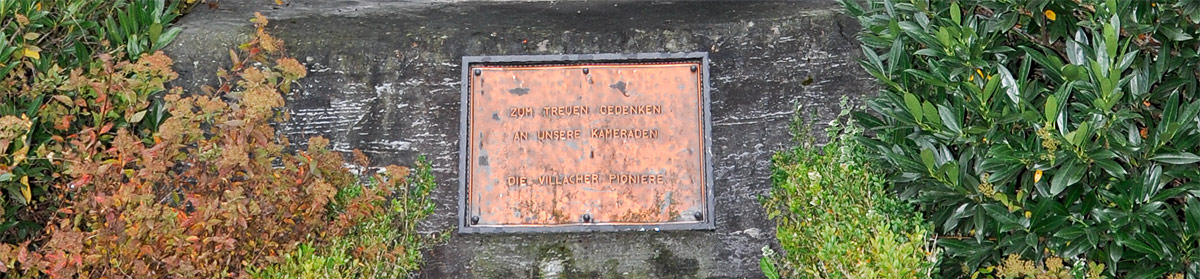 ZUM TREUEN GEDENKEN
AN UNSERE KAMERADEN
DIE VILLACHER PIONIERE